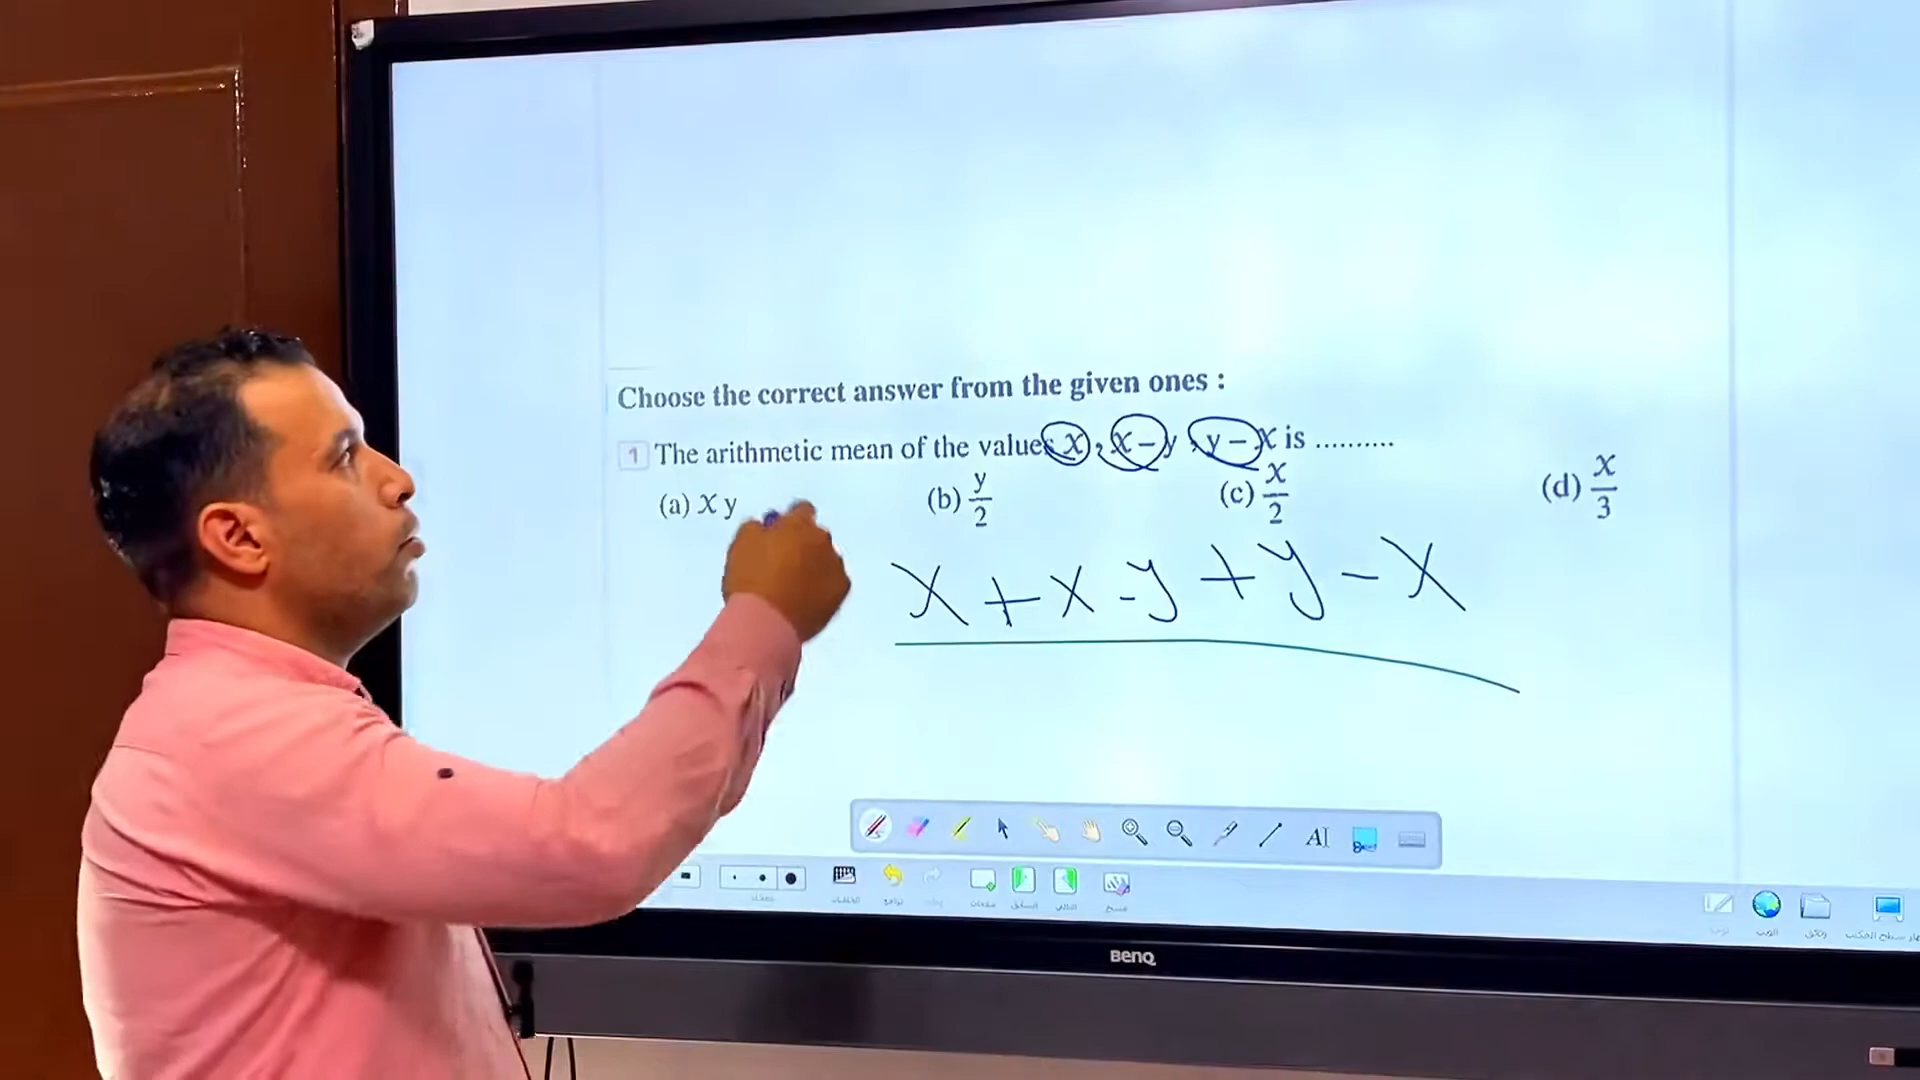 Choose the correct answer from the given ones :
1 The arithmetic mean of the values x , x – y , y – x is ..........
(a) x y (b) y/2 (c) x/2 (d) x/3
x + x - y + y - x
AI
BenQ